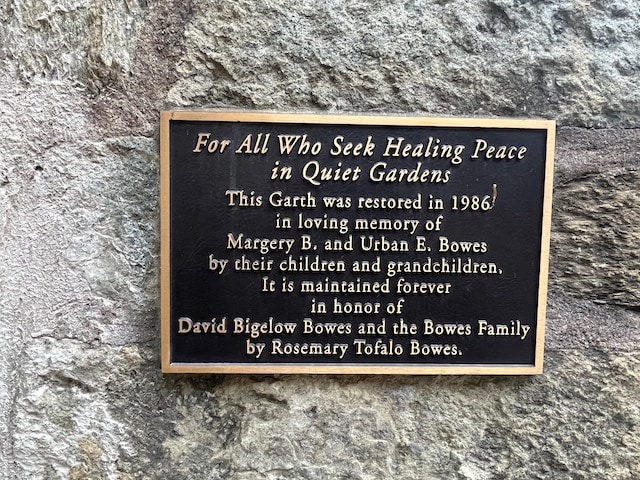 For All Who Seek Healing Peace
in Quiet Gardens
This Garth was restored in 1986
in loving memory of
Margery B. and Urban E. Bowes
by their children and grandchildren.
It is maintained forever
in honor of
David Bigelow Bowes and the Bowes Family
by Rosemary Tofalo Bowes.